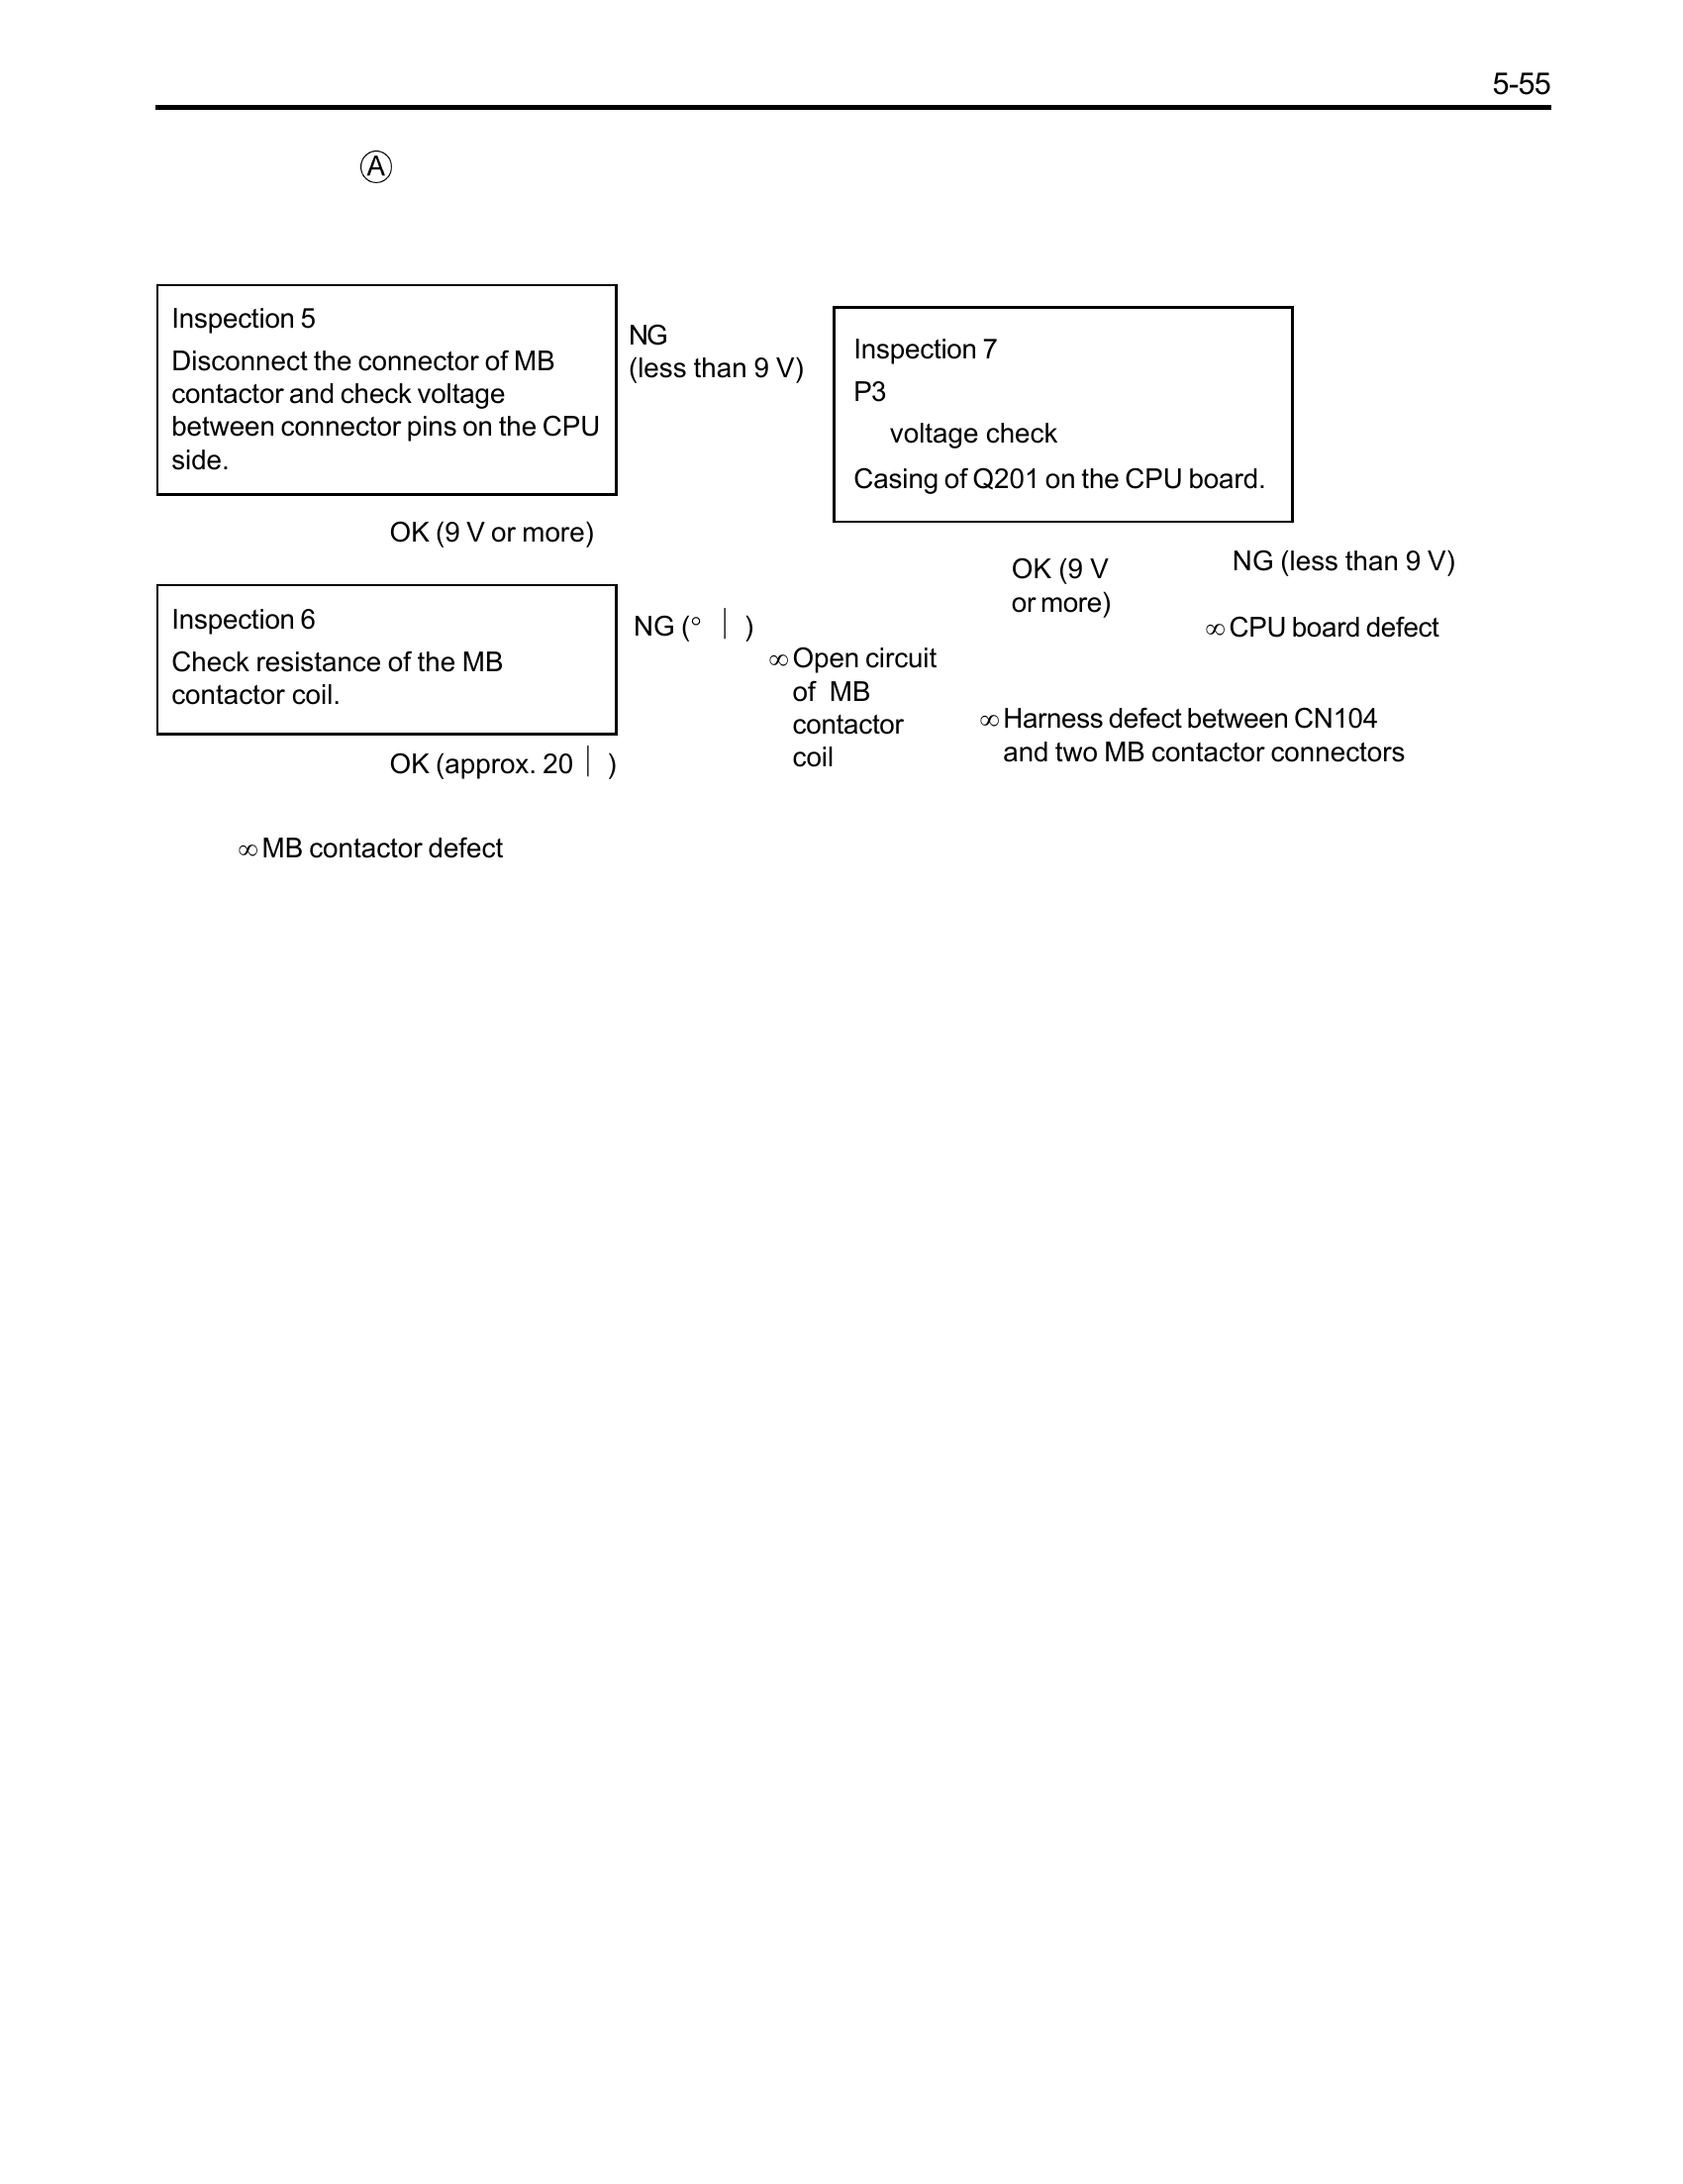 5-55
A
Inspection 5
Disconnect the connector of MB
contactor and check voltage
between connector pins on the CPU
side.
NG
(less than 9 V)
Inspection 7
P3
voltage check
Casing of Q201 on the CPU board.
OK (9 V or more)
OK (9 V
or more)
NG (less than 9 V)
∞ CPU board defect
Inspection 6
Check resistance of the MB
contactor coil.
NG (° | )
∞ Open circuit
of MB
contactor
coil
∞ Harness defect between CN104
and two MB contactor connectors
OK (approx. 20 | )
∞ MB contactor defect